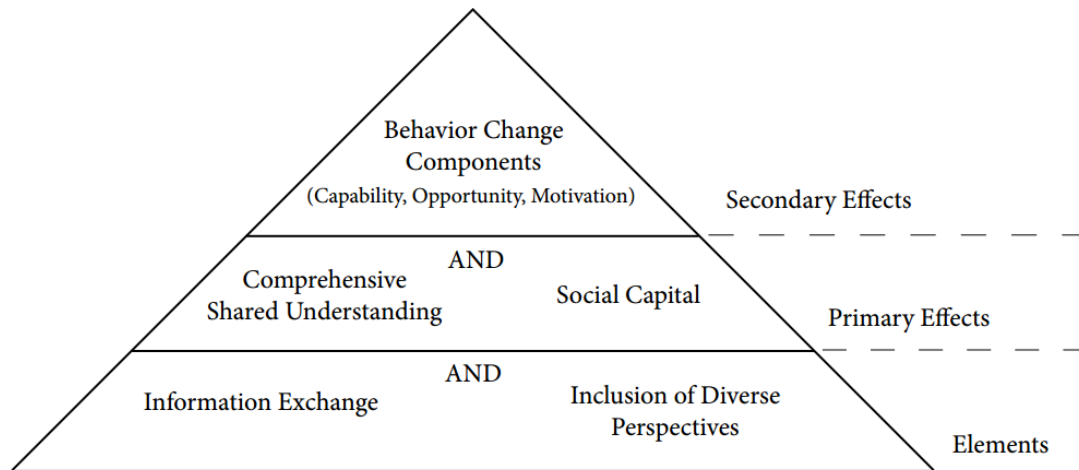 Behavior Change
Components
(Capability, Opportunity, Motivation)
Secondary Effects
AND
Comprehensive
Shared Understanding
Social Capital
Primary Effects
AND
Information Exchange
Inclusion of Diverse
Perspectives
Elements